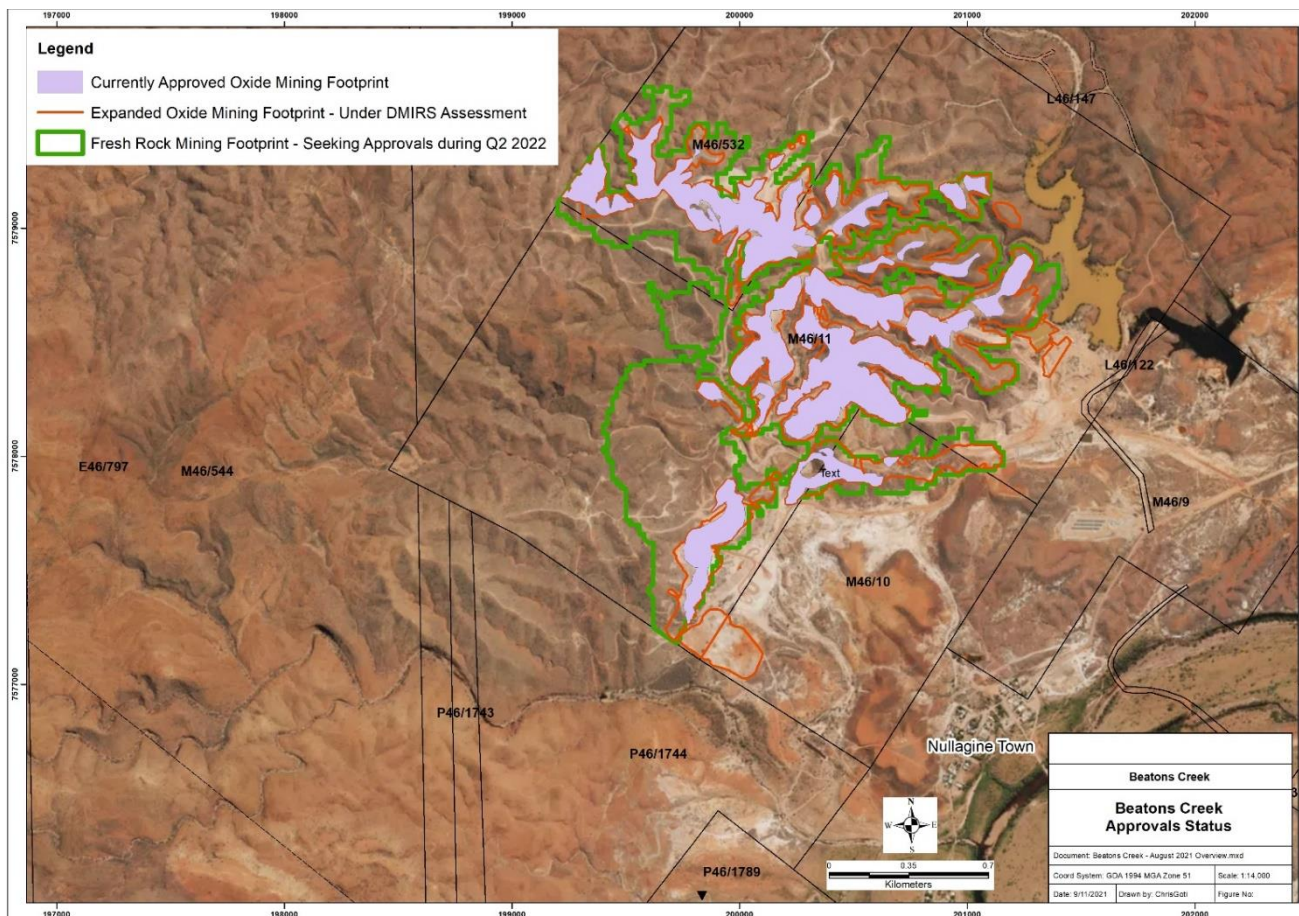 197000 198000 199000 200000 201000 202000
Legend
Currently Approved Oxide Mining Footprint
Expanded Oxide Mining Footprint - Under DMIRS Assessment
Fresh Rock Mining Footprint - Seeking Approvals during Q2 2022
L46/147
M46/532
7579000
7579000
M46/11
L46/122
7578000
7578000
E46/797
M46/544
Text
M46/9
M46/10
7577000
7577000
P46/1743
P46/1744
Nullagine Town
P46/1789
N
W E
S
0 0.35 0.7
Kilometers
Beatons Creek
Beatons Creek
Approvals Status
Document: Beatons Creek - August 2021 Overview.mxd
Coord System: GDA 1994 MGA Zone 51 Scale: 1:14,000
Date: 9/11/2021 Drawn by: ChrisGoti Figure No:
197000 198000 199000 200000 201000 202000